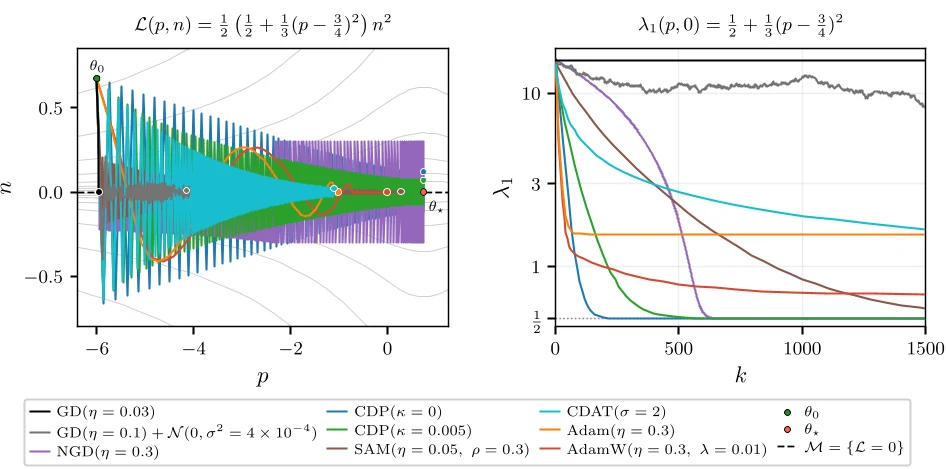 ℒ(p, n) = 1/2 (1/2 + 1/3(p − 3/4)²) n²
λ₁(p, 0) = 1/2 + 1/3(p − 3/4)²
θ₀
0.5
0.0
−0.5
n
θ⋆
−6
−4
−2
0
p
10
3
1
1/2
λ₁
0
500
1000
1500
k
GD(η = 0.03)
GD(η = 0.1) + 𝒩(0, σ² = 4 × 10⁻⁴)
NGD(η = 0.3)
CDP(κ = 0)
CDP(κ = 0.005)
SAM(η = 0.05, ρ = 0.3)
CDAT(σ = 2)
Adam(η = 0.3)
AdamW(η = 0.3, λ = 0.01)
θ₀
θ⋆
ℳ = {ℒ = 0}